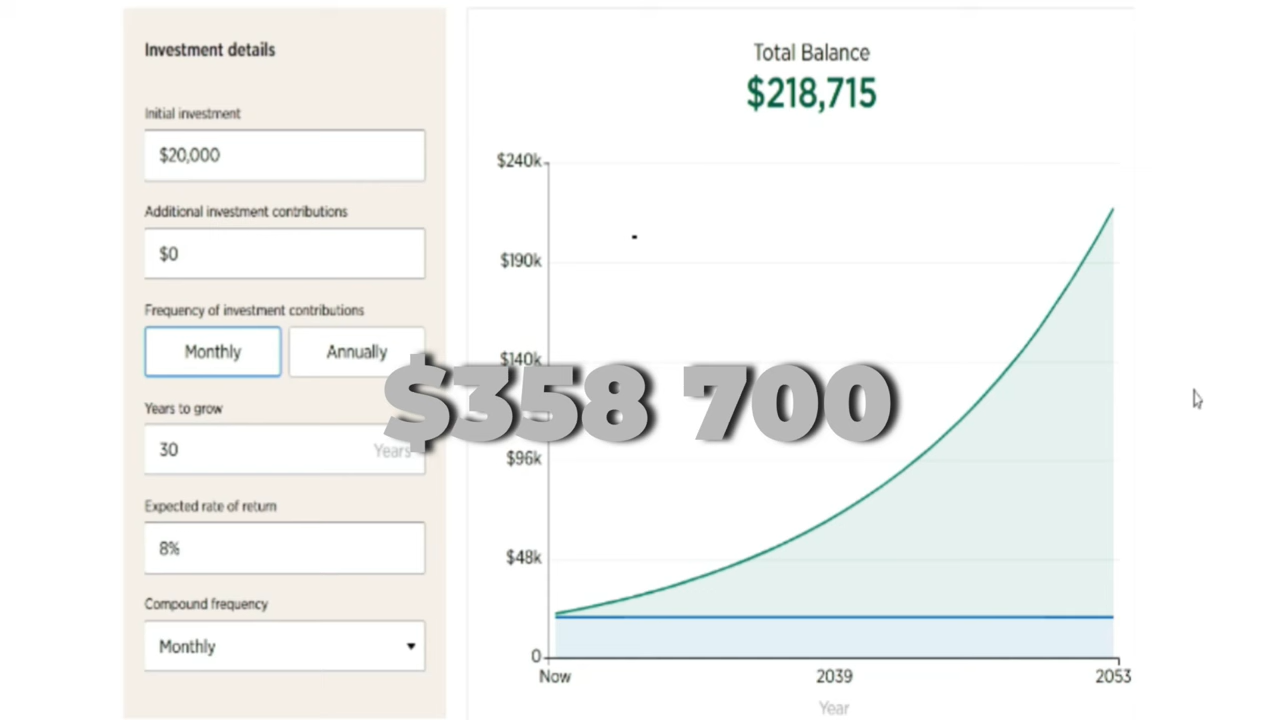 Investment details
Initial investment
$20,000
Additional investment contributions
$0
Frequency of investment contributions
Monthly
Annually
Years to grow
30
Years
Expected rate of return
8%
Compound frequency
Monthly
Total Balance
$218,715
$240k
$190k
$140k
$96k
$48k
0
Now
2039
2053
Year
$358 700